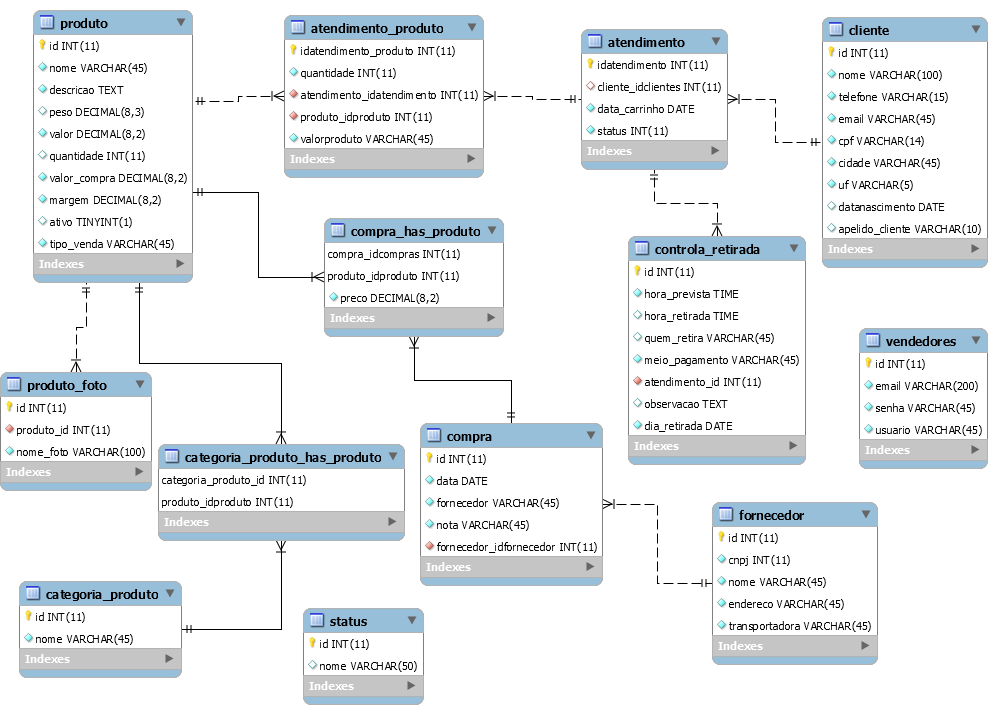 produto
id INT(11)
nome VARCHAR(45)
descricao TEXT
peso DECIMAL(8,3)
valor DECIMAL(8,2)
quantidade INT(11)
valor_compra DECIMAL(8,2)
margem DECIMAL(8,2)
ativo TINYINT(1)
tipo_venda VARCHAR(45)
Indexes
atendimento_produto
idatendimento_produto INT(11)
quantidade INT(11)
atendimento_idatendimento INT(11)
produto_idproduto INT(11)
valorproduto VARCHAR(45)
Indexes
atendimento
idatendimento INT(11)
cliente_idclientes INT(11)
data_carrinho DATE
status INT(11)
Indexes
cliente
id INT(11)
nome VARCHAR(100)
telefone VARCHAR(15)
email VARCHAR(45)
cpf VARCHAR(14)
cidade VARCHAR(45)
uf VARCHAR(5)
datanascimento DATE
apelido_cliente VARCHAR(10)
Indexes
compra_has_produto
compra_idcompras INT(11)
produto_idproduto INT(11)
preco DECIMAL(8,2)
Indexes
controla_retirada
id INT(11)
hora_prevista TIME
hora_retirada TIME
quem_retira VARCHAR(45)
meio_pagamento VARCHAR(45)
atendimento_id INT(11)
observacao TEXT
dia_retirada DATE
Indexes
vendedores
id INT(11)
email VARCHAR(200)
senha VARCHAR(45)
usuario VARCHAR(45)
Indexes
produto_foto
id INT(11)
produto_id INT(11)
nome_foto VARCHAR(100)
Indexes
categoria_produto_has_produto
categoria_produto_id INT(11)
produto_idproduto INT(11)
Indexes
compra
id INT(11)
data DATE
fornecedor VARCHAR(45)
nota VARCHAR(45)
fornecedor_idfornecedor INT(11)
Indexes
fornecedor
id INT(11)
cnpj INT(11)
nome VARCHAR(45)
endereco VARCHAR(45)
transportadora VARCHAR(45)
Indexes
categoria_produto
id INT(11)
nome VARCHAR(45)
Indexes
status
id INT(11)
nome VARCHAR(50)
Indexes